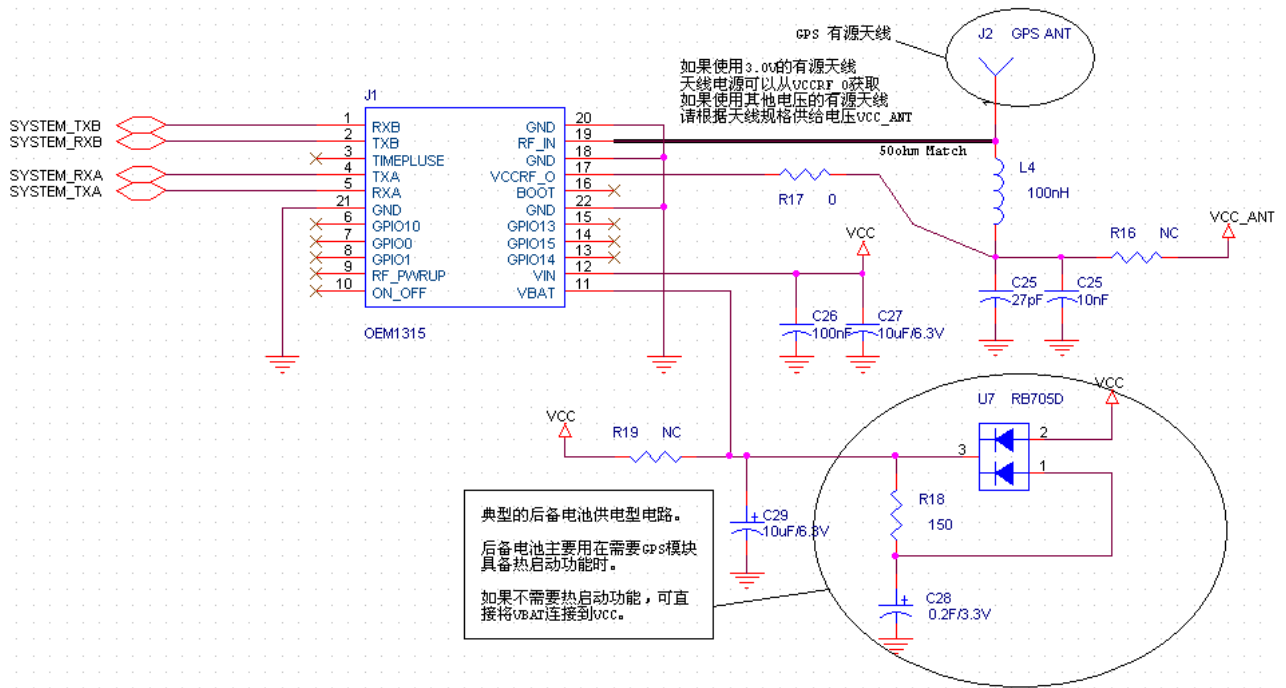 GPS 有源天线
J2 GPS ANT
如果使用3.0V的有源天线
天线电源可以从VCCRF_O获取
如果使用其他电压的有源天线
请根据天线规格供给电压VCC_ANT
J1
SYSTEM_TXB
SYSTEM_RXB
SYSTEM_RXA
SYSTEM_TXA
1 RXB
2 TXB
3 TIMEPLUSE
4 TXA
5 RXA
21 GND
6 GPIO10
7 GPIO0
8 GPIO1
9 RF_PWRUP
10 ON_OFF
GND 20
RF_IN 19
GND 18
VCCRF_O 17
BOOT 16
GND 22
GPIO13 15
GPIO15 14
GPIO14 13
VIN 12
VBAT 11
OEM1315
50ohm Match
L4
100nH
R17 0
VCC_ANT
R16 NC
VCC
C25
27pF
C25
10nF
C26
100nF
C27
10uF/6.3V
VCC
U7 RB705D
2
3
1
VCC
R19 NC
R18
150
C29
10uF/6.3V
C28
0.2F/3.3V
典型的后备电池供电型电路。
后备电池主要用在需要GPS模块
具备热启动功能时。
如果不需要热启动功能，可直
接将VBAT连接到VCC。